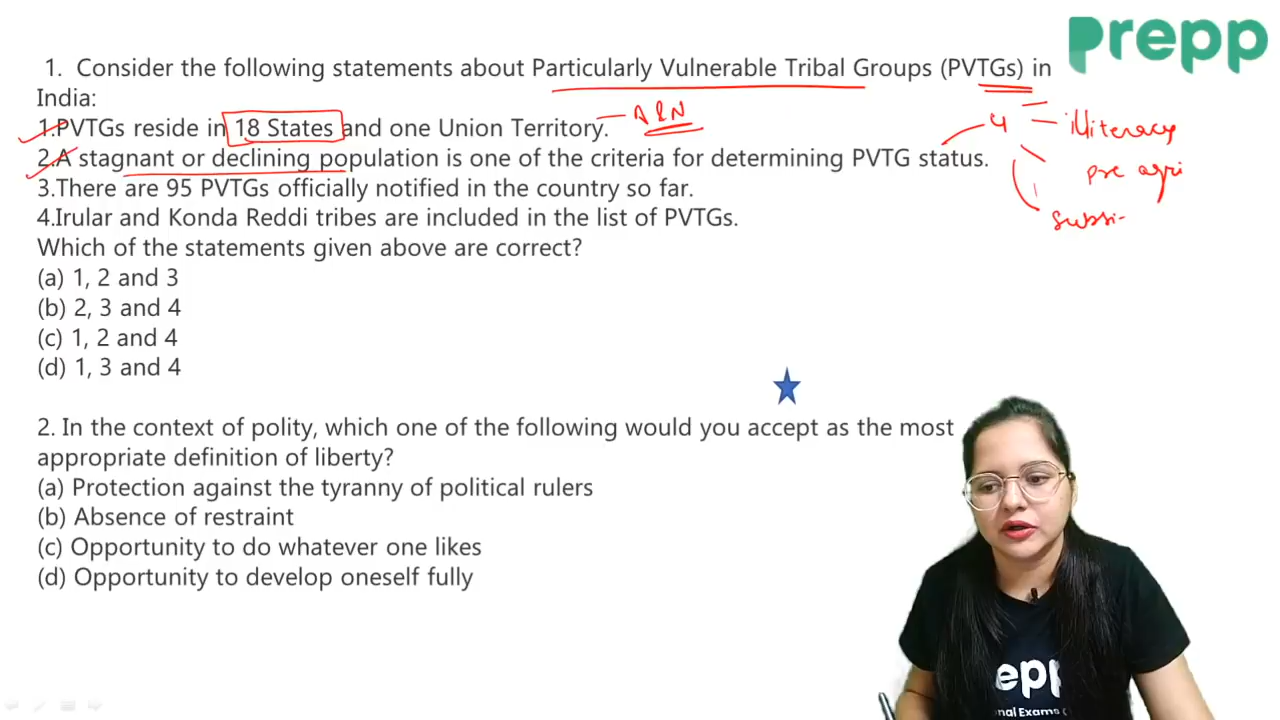 prepp
1. Consider the following statements about Particularly Vulnerable Tribal Groups (PVTGs) in
India:
1.PVTGs reside in 18 States and one Union Territory. – A&N
2.A stagnant or declining population is one of the criteria for determining PVTG status.
4
illiteracy
pre agri
subsi-
3.There are 95 PVTGs officially notified in the country so far.
4.Irular and Konda Reddi tribes are included in the list of PVTGs.
Which of the statements given above are correct?
(a) 1, 2 and 3
(b) 2, 3 and 4
(c) 1, 2 and 4
(d) 1, 3 and 4
2. In the context of polity, which one of the following would you accept as the most
appropriate definition of liberty?
(a) Protection against the tyranny of political rulers
(b) Absence of restraint
(c) Opportunity to do whatever one likes
(d) Opportunity to develop oneself fully
epp
nal Exams